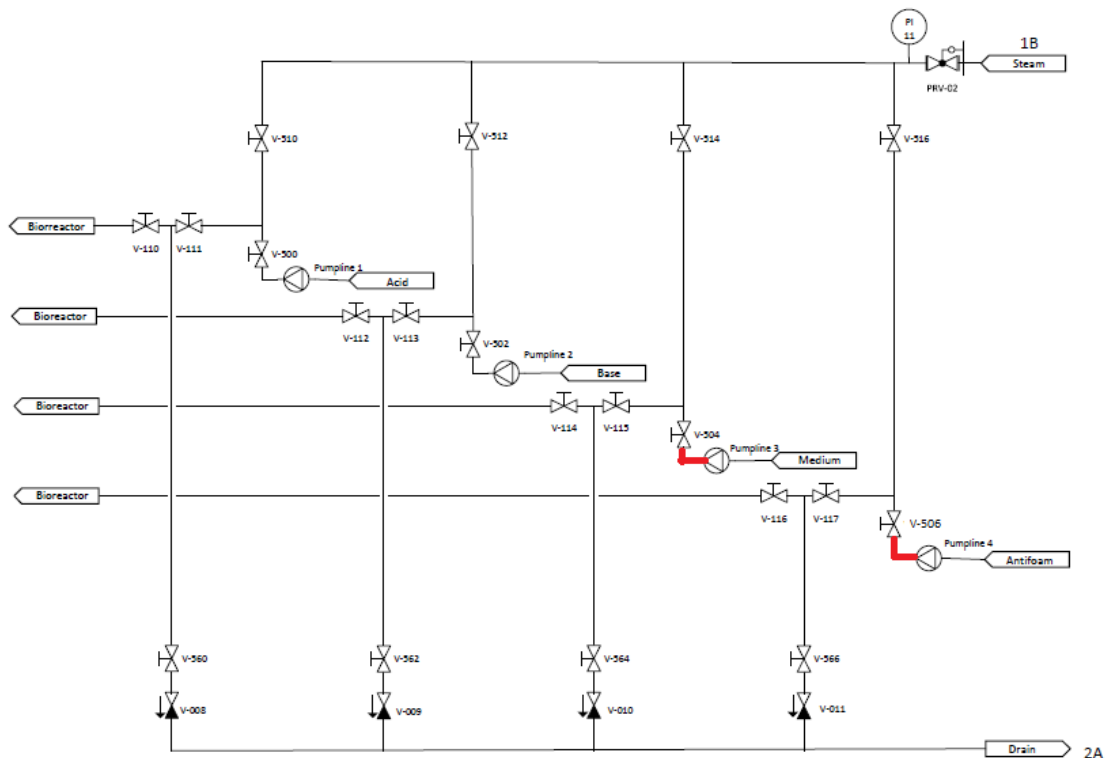 PI
11
1B
Steam
PRV-02
V-510
V-512
V-514
V-516
Biorreactor
V-110
V-111
V-500
Pumpline 1
Acid
Bioreactor
V-112
V-113
V-502
Pumpline 2
Base
Bioreactor
V-114
V-115
V-504
Pumpline 3
Medium
Bioreactor
V-116
V-117
V-506
Pumpline 4
Antifoam
V-560
V-562
V-564
V-566
V-008
V-009
V-010
V-011
Drain
2A